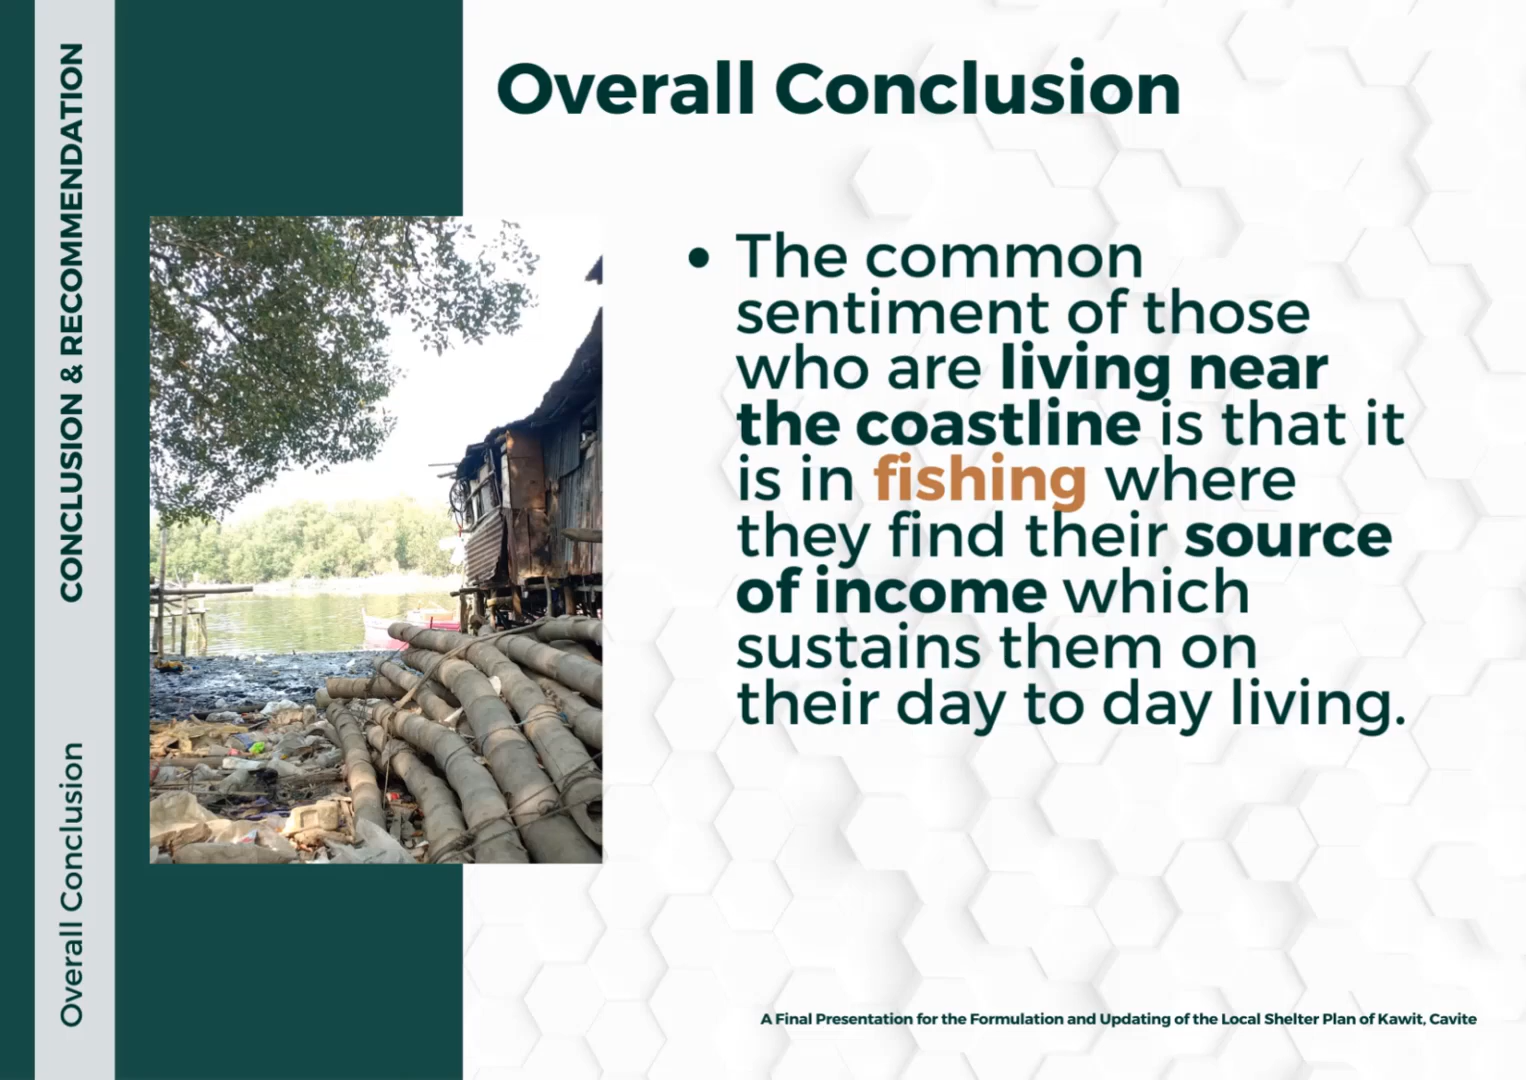 CONCLUSION & RECOMMENDATION
Overall Conclusion
Overall Conclusion
• The common
sentiment of those
who are living near
the coastline is that it
is in fishing where
they find their source
of income which
sustains them on
their day to day living.
A Final Presentation for the Formulation and Updating of the Local Shelter Plan of Kawit, Cavite